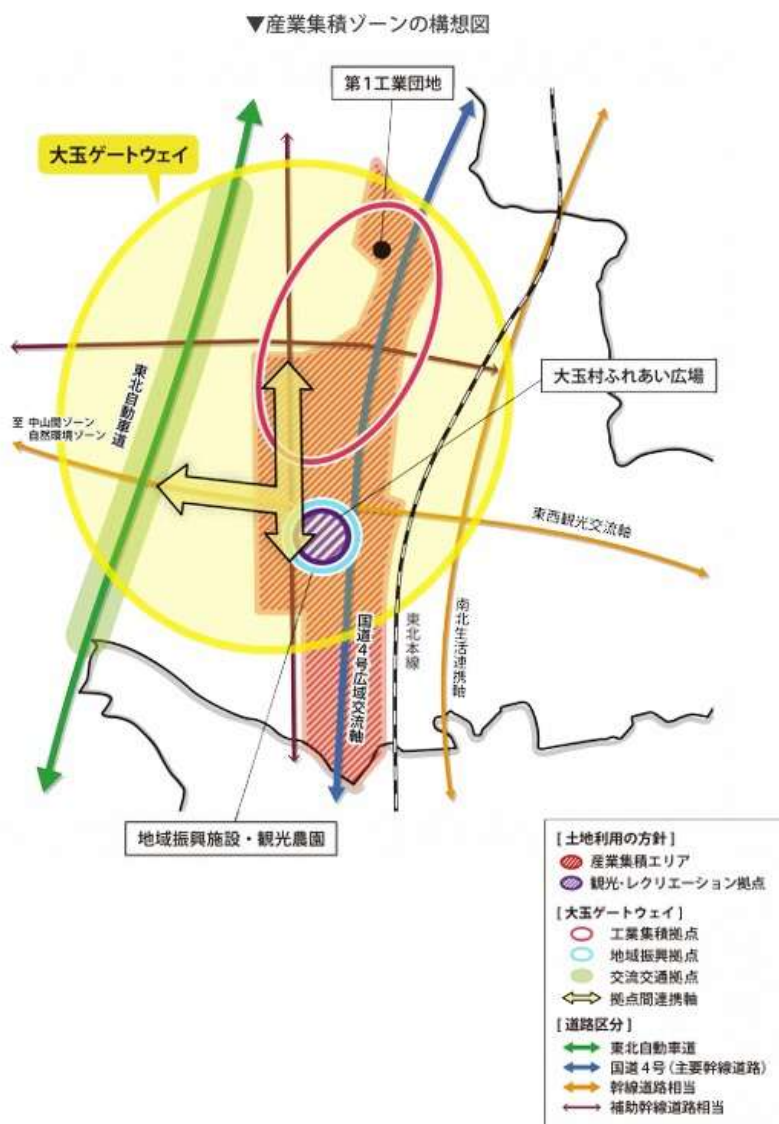 ▼産業集積ゾーンの構想図
第1工業団地
大玉ゲートウェイ
東北自動車道
大玉村ふれあい広場
至 中山間ゾーン
自然環境ゾーン
東西観光交流軸
国道4号広域交流軸
東北本線
南北生活連携軸
地域振興施設・観光農園
[土地利用の方針]
産業集積エリア
観光・レクリエーション拠点
[大玉ゲートウェイ]
工業集積拠点
地域振興拠点
交流交通拠点
拠点間連携軸
[道路区分]
東北自動車道
国道4号(主要幹線道路)
幹線道路相当
補助幹線道路相当